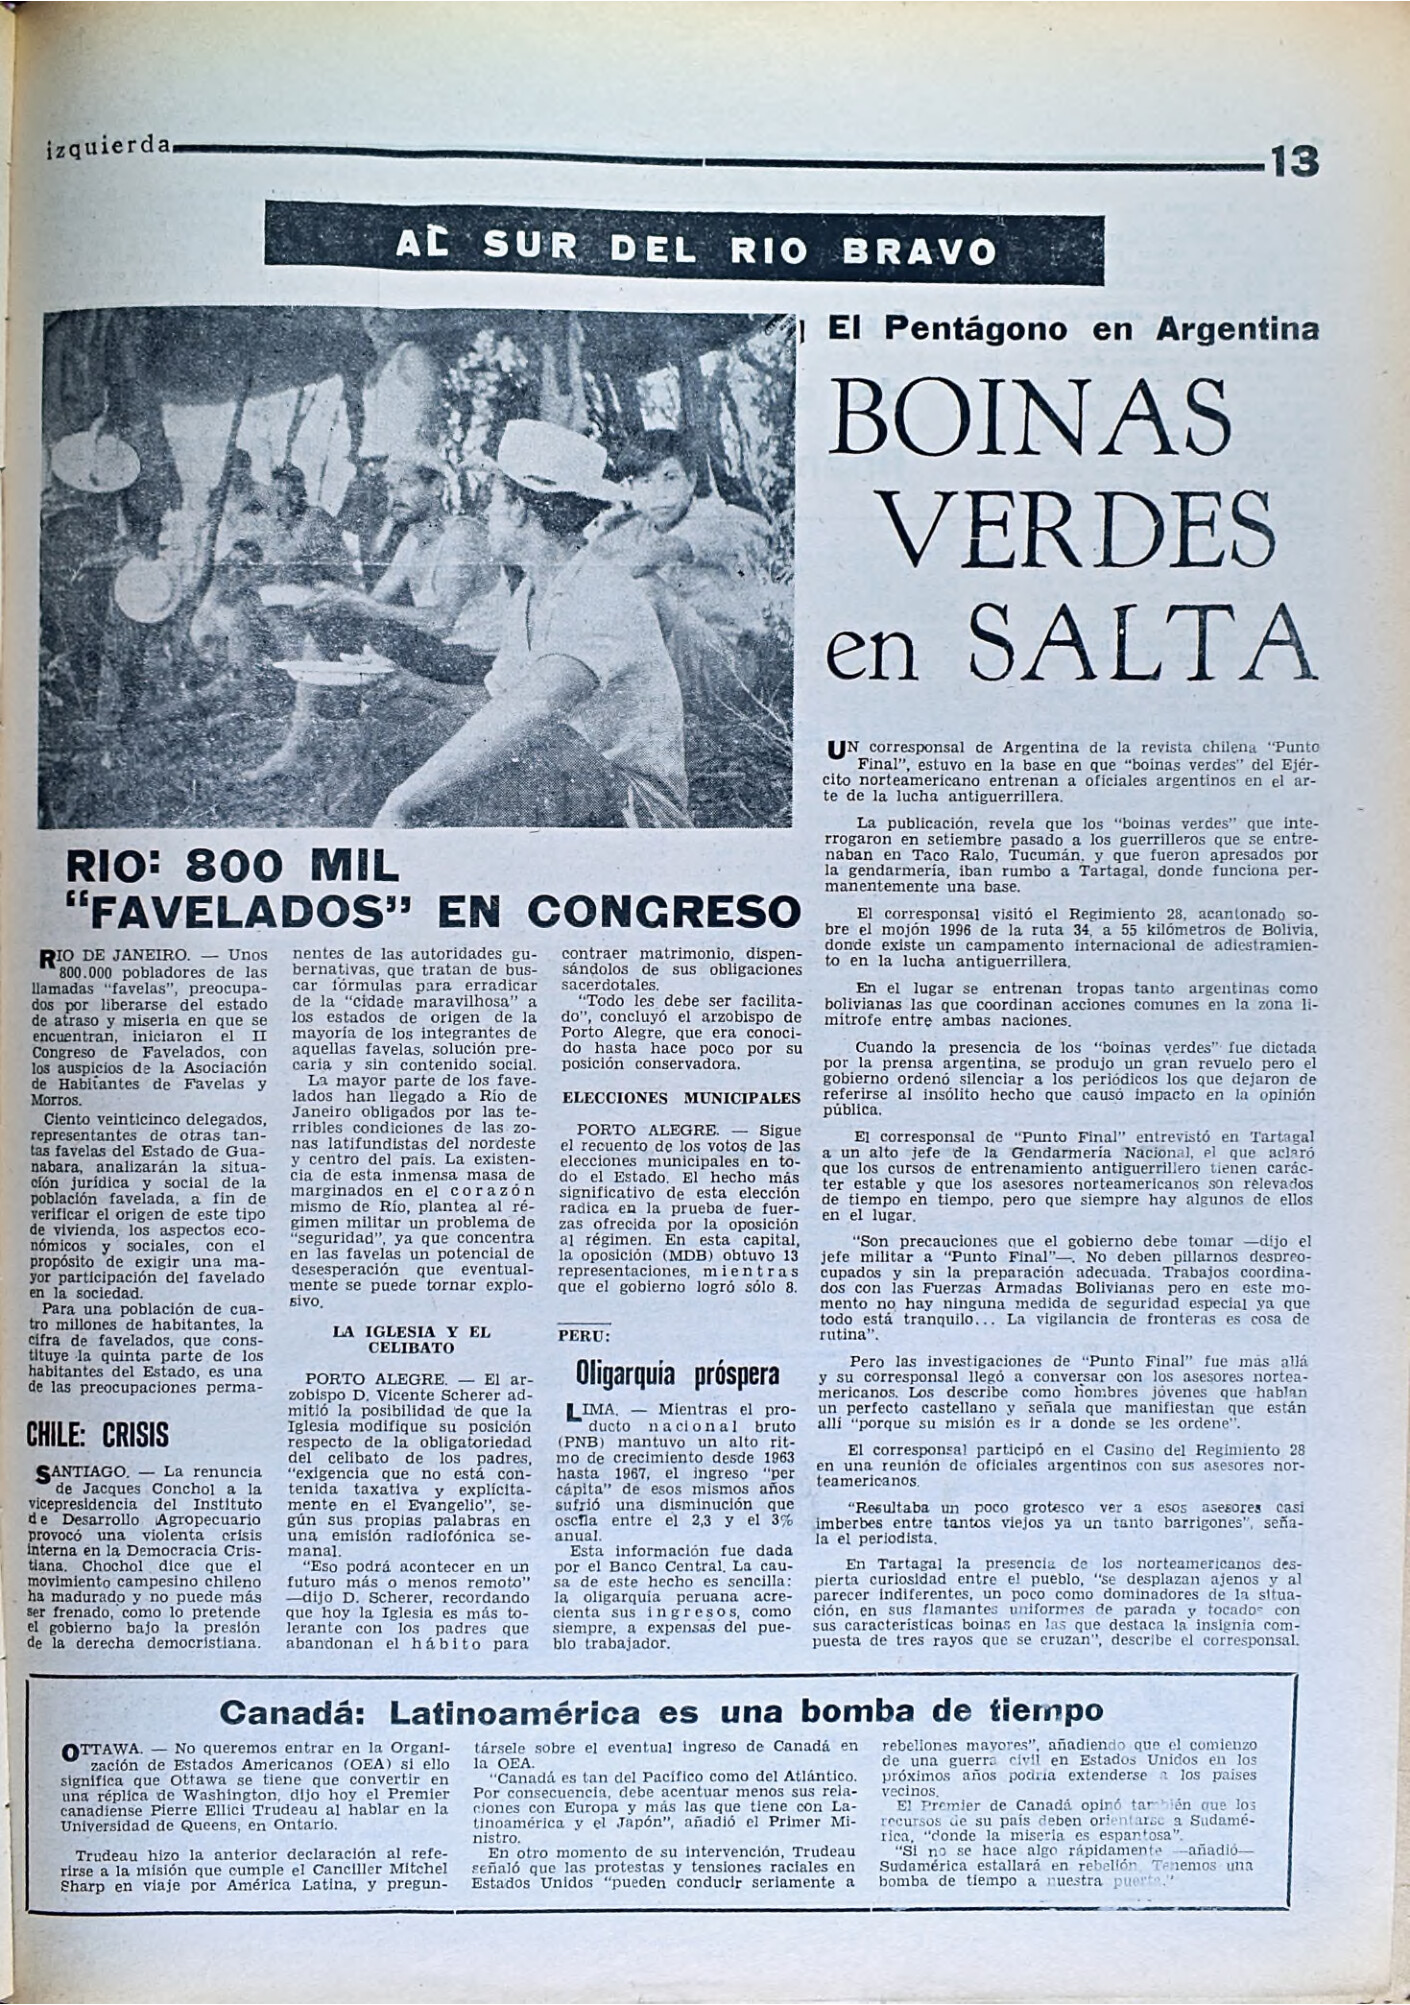 izquierda
13
AL SUR DEL RIO BRAVO
El Pentágono en Argentina
BOINAS
VERDES
en SALTA
UN corresponsal de Argentina de la revista chilena "Punto
Final", estuvo en la base en que "boinas verdes" del Ejér-
cito norteamericano entrenan a oficiales argentinos en el ar-
te de la lucha antiguerrillera.
La publicación, revela que los "boinas verdes" que inte-
rrogaron en setiembre pasado a los guerrilleros que se entre-
naban en Taco Ralo, Tucumán, y que fueron apresados por
la gendarmería, iban rumbo a Tartagal, donde funciona per-
manentemente una base.
El corresponsal visitó el Regimiento 28, acantonado so-
bre el mojón 1996 de la ruta 34, a 55 kilómetros de Bolivia,
donde existe un campamento internacional de adiestramien-
to en la lucha antiguerrillera.
En el lugar se entrenan tropas tanto argentinas como
bolivianas las que coordinan acciones comunes en la zona li-
mítrofe entre ambas naciones.
Cuando la presencia de los "boinas verdes" fue dictada
por la prensa argentina, se produjo un gran revuelo pero el
gobierno ordenó silenciar a los periódicos los que dejaron de
referirse al insólito hecho que causó impacto en la opinión
pública.
El corresponsal de "Punto Final" entrevistó en Tartagal
a un alto jefe de la Gendarmería Nacional, el que aclaró
que los cursos de entrenamiento antiguerrillero tienen carác-
ter estable y que los asesores norteamericanos son relevados
de tiempo en tiempo, pero que siempre hay algunos de ellos
en el lugar.
"Son precauciones que el gobierno debe tomar —dijo el
jefe militar a "Punto Final"—. No deben pillarnos despreo-
cupados y sin la preparación adecuada. Trabajos coordina-
dos con las Fuerzas Armadas Bolivianas pero en este mo-
mento no hay ninguna medida de seguridad especial ya que
todo está tranquilo... La vigilancia de fronteras es cosa de
rutina".
Pero las investigaciones de "Punto Final" fue más allá
y su corresponsal llegó a conversar con los asesores nortea-
mericanos. Los describe como hombres jóvenes que hablan
un perfecto castellano y señala que manifiestan que están
allí "porque su misión es ir a donde se les ordene".
El corresponsal participó en el Casino del Regimiento 28
en una reunión de oficiales argentinos con sus asesores nor-
teamericanos.
"Resultaba un poco grotesco ver a esos asesores casi
imberbes entre tantos viejos ya un tanto barrigones", seña-
la el periodista.
En Tartagal la presencia de los norteamericanos des-
pierta curiosidad entre el pueblo, "se desplazan ajenos y al
parecer indiferentes, un poco como dominadores de la situa-
ción, en sus flamantes uniformes de parada y tocados con
sus características boinas en las que destaca la insignia com-
puesta de tres rayos que se cruzan", describe el corresponsal.
RIO: 800 MIL
"FAVELADOS" EN CONGRESO
RIO DE JANEIRO. — Unos
800.000 pobladores de las
llamadas "favelas", preocupa-
dos por liberarse del estado
de atraso y miseria en que se
encuentran, iniciaron el II
Congreso de Favelados, con
los auspicios de la Asociación
de Habitantes de Favelas y
Morros.
Ciento veinticinco delegados,
representantes de otras tan-
tas favelas del Estado de Gua-
nabara, analizarán la situa-
ción jurídica y social de la
población favelada, a fin de
verificar el origen de este tipo
de vivienda, los aspectos eco-
nómicos y sociales, con el
propósito de exigir una ma-
yor participación del favelado
en la sociedad.
Para una población de cua-
tro millones de habitantes, la
cifra de favelados, que cons-
tituye la quinta parte de los
habitantes del Estado, es una
de las preocupaciones perma-
nentes de las autoridades gu-
bernativas, que tratan de bus-
car fórmulas para erradicar
de la "cidade maravilhosa" a
los estados de origen de la
mayoría de los integrantes de
aquellas favelas, solución pre-
caria y sin contenido social.
La mayor parte de los fave-
lados han llegado a Río de
Janeiro obligados por las te-
rribles condiciones de las zo-
nas latifundistas del nordeste
y centro del país. La existen-
cia de esta inmensa masa de
marginados en el corazón
mismo de Río, plantea al ré-
gimen militar un problema de
"seguridad", ya que concentra
en las favelas un potencial de
desesperación que eventual-
mente se puede tornar explo-
sivo.
LA IGLESIA Y EL
CELIBATO
PORTO ALEGRE. — El ar-
zobispo D. Vicente Scherer ad-
mitió la posibilidad de que la
Iglesia modifique su posición
respecto de la obligatoriedad
del celibato de los padres,
"exigencia que no está con-
tenida taxativa y explícita-
mente en el Evangelio", se-
gún sus propias palabras en
una emisión radiofónica se-
manal.
"Eso podrá acontecer en un
futuro más o menos remoto"
—dijo D. Scherer, recordando
que hoy la Iglesia es más to-
lerante con los padres que
abandonan el hábito para
contraer matrimonio, dispen-
sándolos de sus obligaciones
sacerdotales.
"Todo les debe ser facilita-
do", concluyó el arzobispo de
Porto Alegre, que era conoci-
do hasta hace poco por su
posición conservadora.
ELECCIONES MUNICIPALES
PORTO ALEGRE. — Sigue
el recuento de los votos de las
elecciones municipales en to-
do el Estado. El hecho más
significativo de esta elección
radica en la prueba de fuer-
zas ofrecida por la oposición
al régimen. En esta capital,
la oposición (MDB) obtuvo 13
representaciones, mientras
que el gobierno logró sólo 8.
CHILE: CRISIS
SANTIAGO. — La renuncia
de Jacques Conchol a la
vicepresidencia del Instituto
de Desarrollo Agropecuario
provocó una violenta crisis
interna en la Democracia Cris-
tiana. Chochol dice que el
movimiento campesino chileno
ha madurado y no puede más
ser frenado, como lo pretende
el gobierno bajo la presión
de la derecha democristiana.
PERU:
Oligarquía próspera
LIMA. — Mientras el pro-
ducto nacional bruto
(PNB) mantuvo un alto rit-
mo de crecimiento desde 1963
hasta 1967, el ingreso "per
cápita" de esos mismos años
sufrió una disminución que
oscila entre el 2,3 y el 3%
anual.
Esta información fue dada
por el Banco Central. La cau-
sa de este hecho es sencilla:
la oligarquía peruana acre-
cienta sus ingresos, como
siempre, a expensas del pue-
blo trabajador.
Canadá: Latinoamérica es una bomba de tiempo
OTTAWA. — No queremos entrar en la Organi-
zación de Estados Americanos (OEA) si ello
significa que Ottawa se tiene que convertir en
una réplica de Washington, dijo hoy el Premier
canadiense Pierre Ellici Trudeau al hablar en la
Universidad de Queens, en Ontario.
Trudeau hizo la anterior declaración al refe-
rirse a la misión que cumple el Canciller Mitchel
Sharp en viaje por América Latina, y pregun-
társele sobre el eventual ingreso de Canadá en
la OEA.
"Canadá es tan del Pacífico como del Atlántico.
Por consecuencia, debe acentuar menos sus rela-
ciones con Europa y más las que tiene con La-
tinoamérica y el Japón", añadió el Primer Mi-
nistro.
En otro momento de su intervención, Trudeau
señaló que las protestas y tensiones raciales en
Estados Unidos "pueden conducir seriamente a
rebeliones mayores", añadiendo que el comienzo
de una guerra civil en Estados Unidos en los
próximos años podría extenderse a los países
vecinos.
El Premier de Canadá opinó también que los
recursos de su país deben orientarse a Sudamé-
rica, "donde la miseria es espantosa".
"Si no se hace algo rápidamente —añadió—
Sudamérica estallará en rebelión. Tenemos una
bomba de tiempo a nuestra puerta."